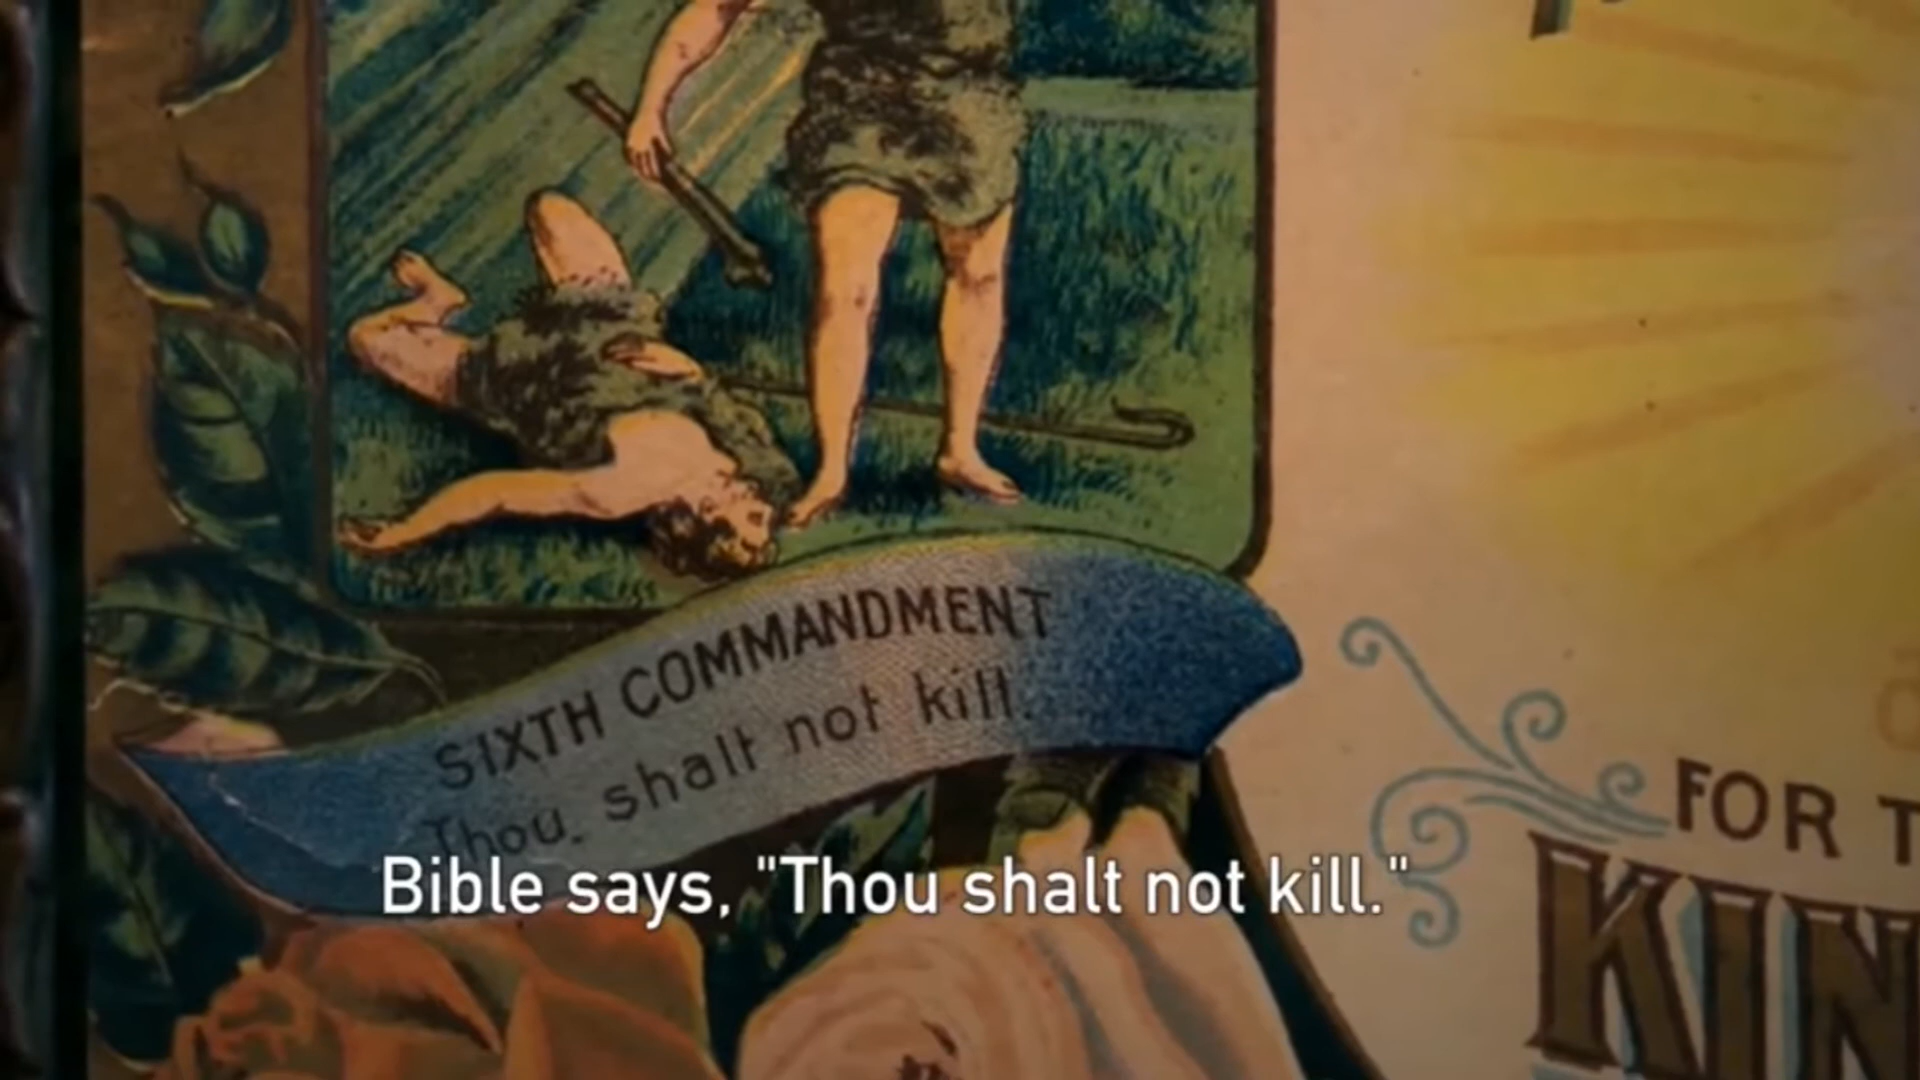 SIXTH COMMANDMENT
Thou shalt not kill.
FOR T
KIN
Bible says, "Thou shalt not kill."